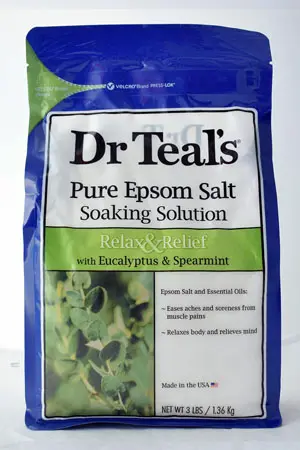 VELCRO® Brand PRESS-LOK™
Dr Teal's®
Pure Epsom Salt
Soaking Solution
Relax&Relief
with Eucalyptus & Spearmint
Epsom Salt and Essential Oils:
~ Eases aches and soreness from
muscle pains
~ Relaxes body and relieves mind
Made in the USA
NET WT 3 LBS / 1.36 Kg